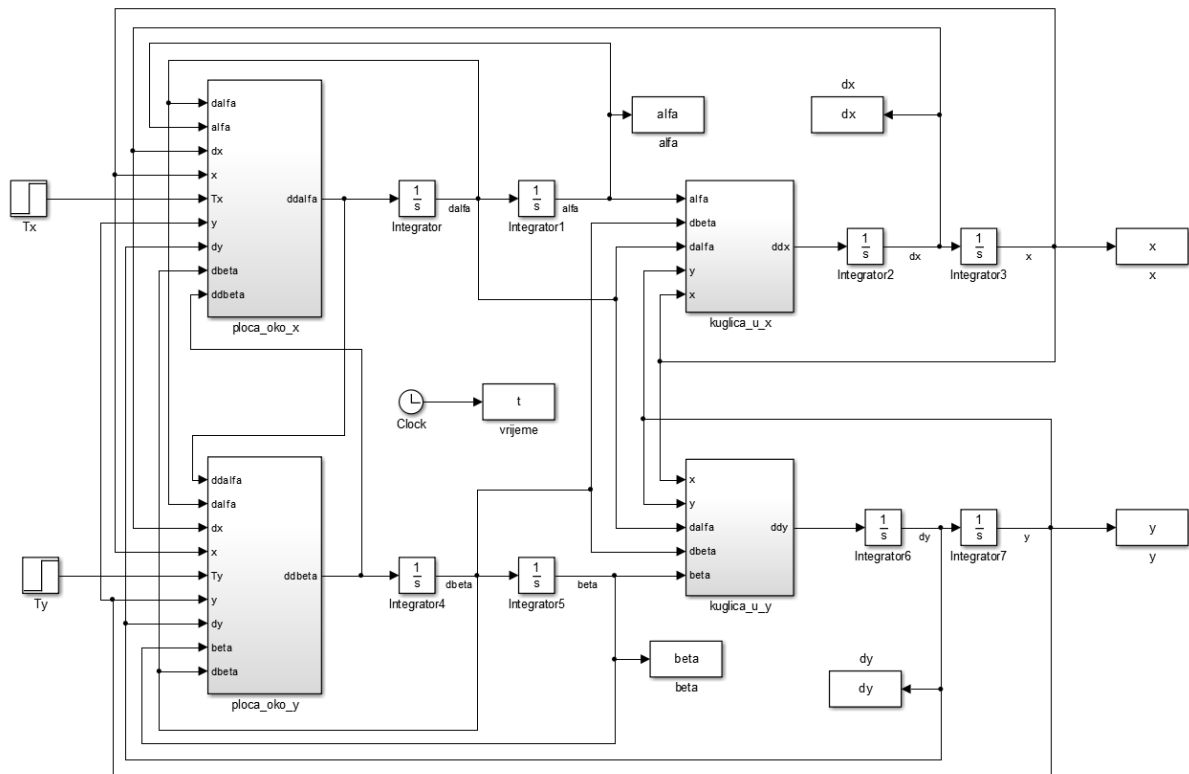 dx
dalfa
alfa
dx
x
Tx
y
dy
dbeta
ddbeta
ddalfa
ploca_oko_x
Tx
1
s
Integrator
dalfa
1
s
Integrator1
alfa
alfa
alfa
dx
alfa
dbeta
dalfa
y
x
ddx
kuglica_u_x
1
s
Integrator2
dx
1
s
Integrator3
x
x
x
Clock
t
vrijeme
ddalfa
dalfa
dx
x
Ty
y
dy
beta
dbeta
ddbeta
ploca_oko_y
Ty
1
s
Integrator4
dbeta
1
s
Integrator5
beta
x
y
dalfa
dbeta
beta
ddy
kuglica_u_y
1
s
Integrator6
dy
1
s
Integrator7
y
y
y
beta
beta
dy
dy